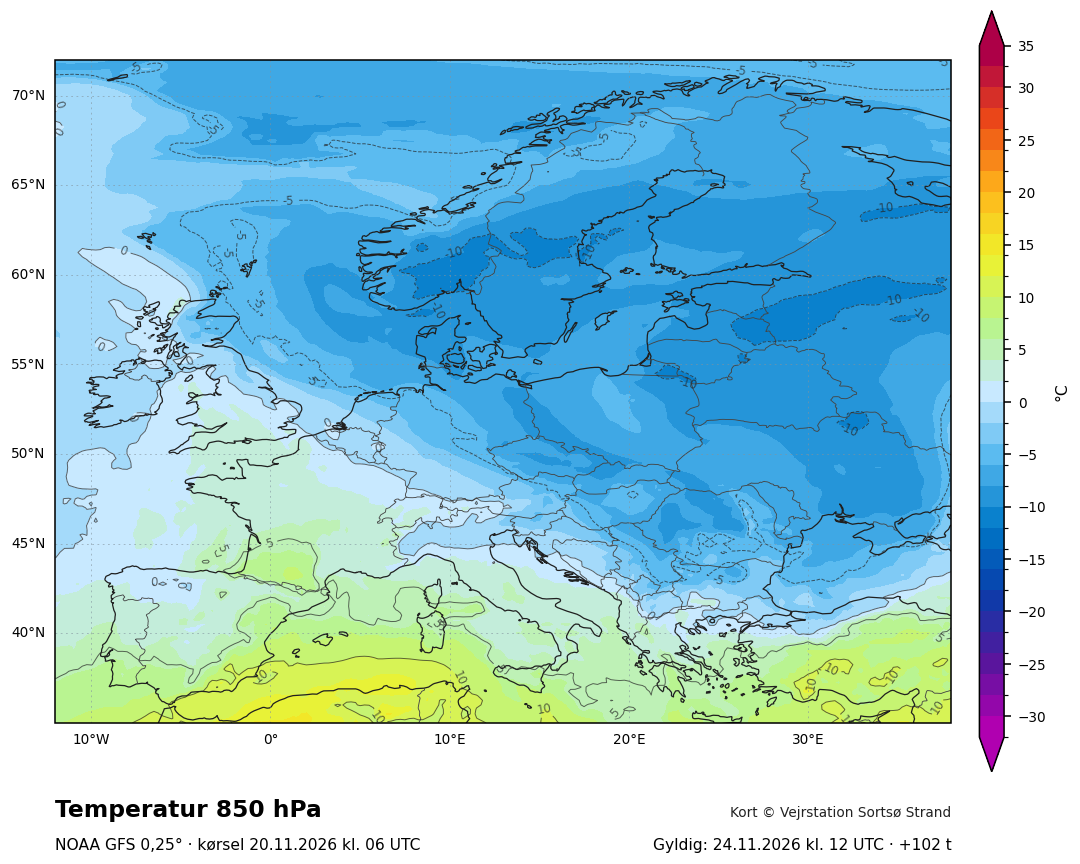 70°N
65°N
60°N
55°N
50°N
45°N
40°N
10°W 0° 10°E 20°E 30°E
35
30
25
20
15
10
5
0
−5
−10
−15
−20
−25
−30
°C
Temperatur 850 hPa
Kort © Vejrstation Sortsø Strand
NOAA GFS 0,25° · kørsel 20.11.2026 kl. 06 UTC
Gyldig: 24.11.2026 kl. 12 UTC · +102 t